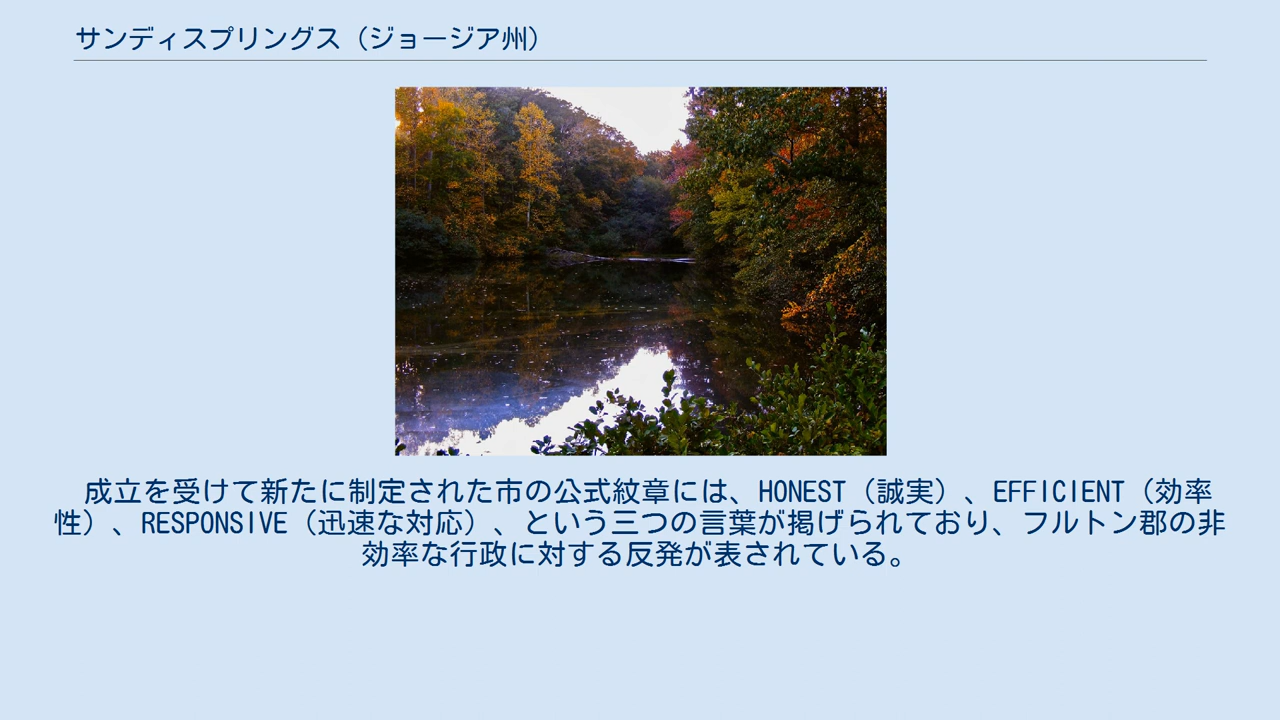 サンディスプリングス（ジョージア州）
成立を受けて新たに制定された市の公式紋章には、HONEST（誠実）、EFFICIENT（効率
性）、RESPONSIVE（迅速な対応）、という三つの言葉が掲げられており、フルトン郡の非
効率な行政に対する反発が表されている。